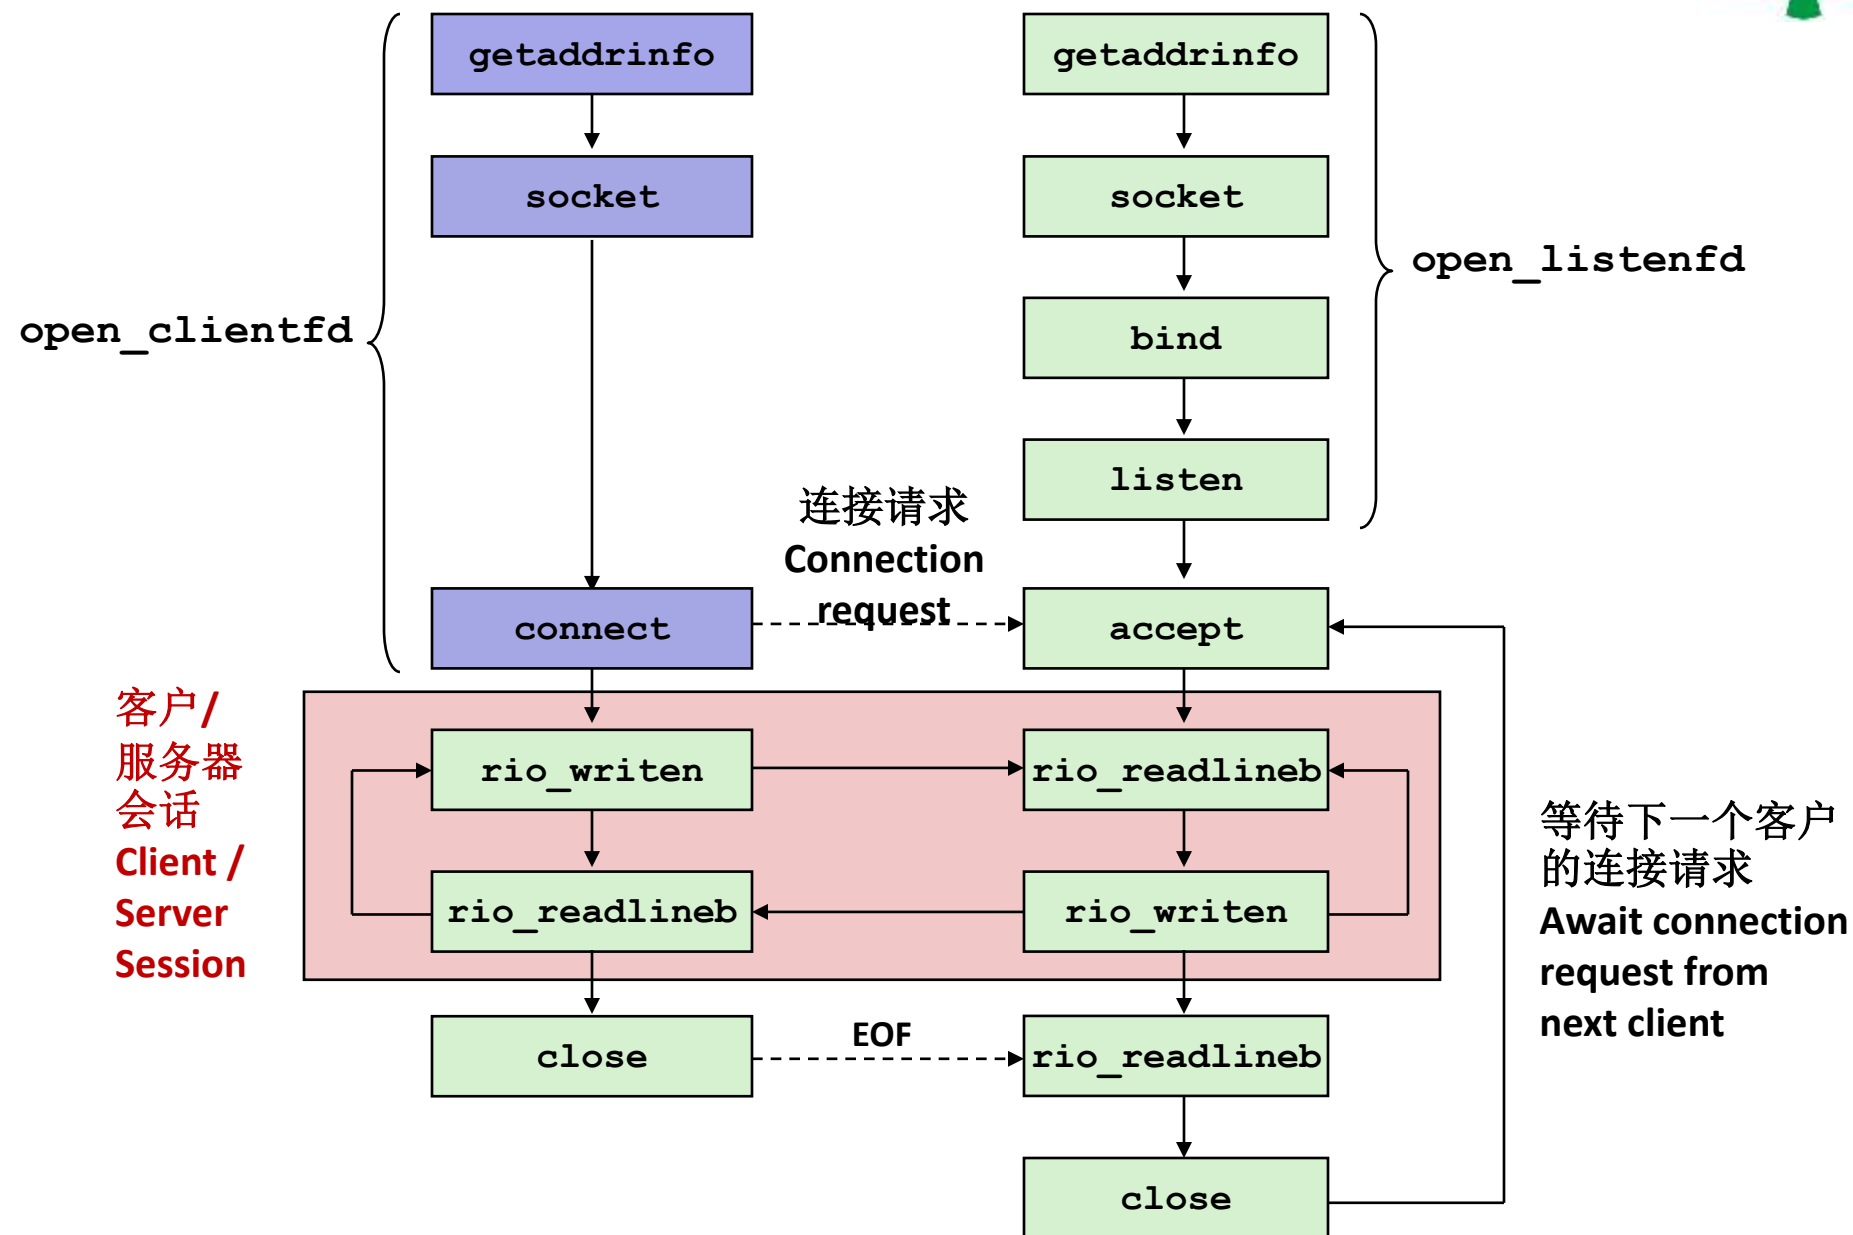 getaddrinfo
getaddrinfo
socket
socket
open_listenfd
open_clientfd
bind
listen
连接请求
Connection
request
connect
accept
客户/
服务器
会话
Client /
Server
Session
rio_writen
rio_readlineb
rio_readlineb
rio_writen
等待下一个客户
的连接请求
Await connection
request from
next client
close
EOF
rio_readlineb
close